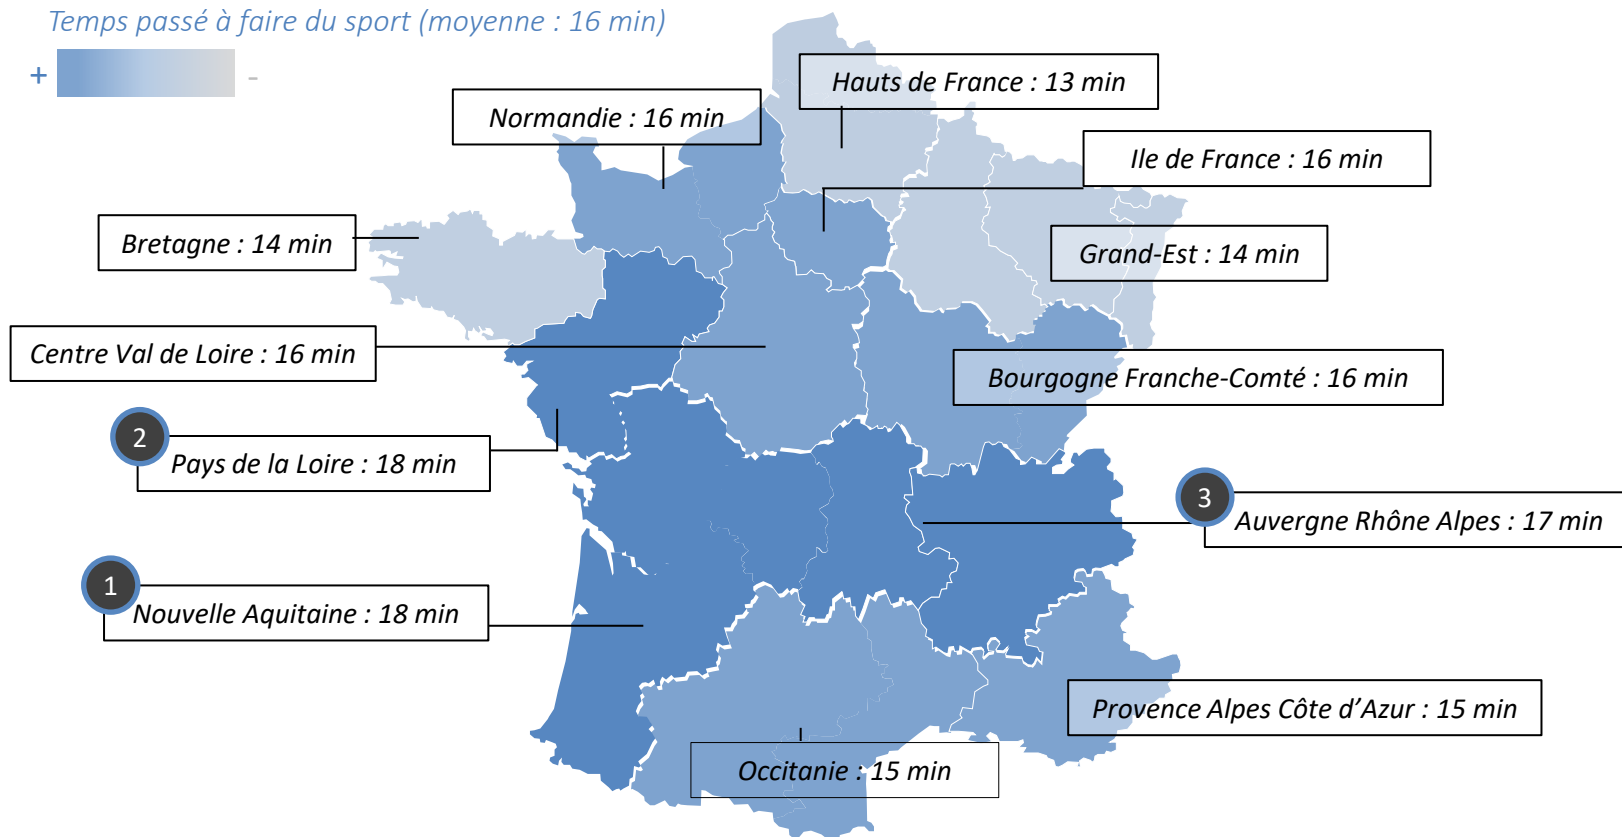 Temps passé à faire du sport (moyenne : 16 min)
+ -
Hauts de France : 13 min
Normandie : 16 min
Ile de France : 16 min
Bretagne : 14 min
Grand-Est : 14 min
Centre Val de Loire : 16 min
Bourgogne Franche-Comté : 16 min
2
Pays de la Loire : 18 min
3
Auvergne Rhône Alpes : 17 min
1
Nouvelle Aquitaine : 18 min
Provence Alpes Côte d’Azur : 15 min
Occitanie : 15 min